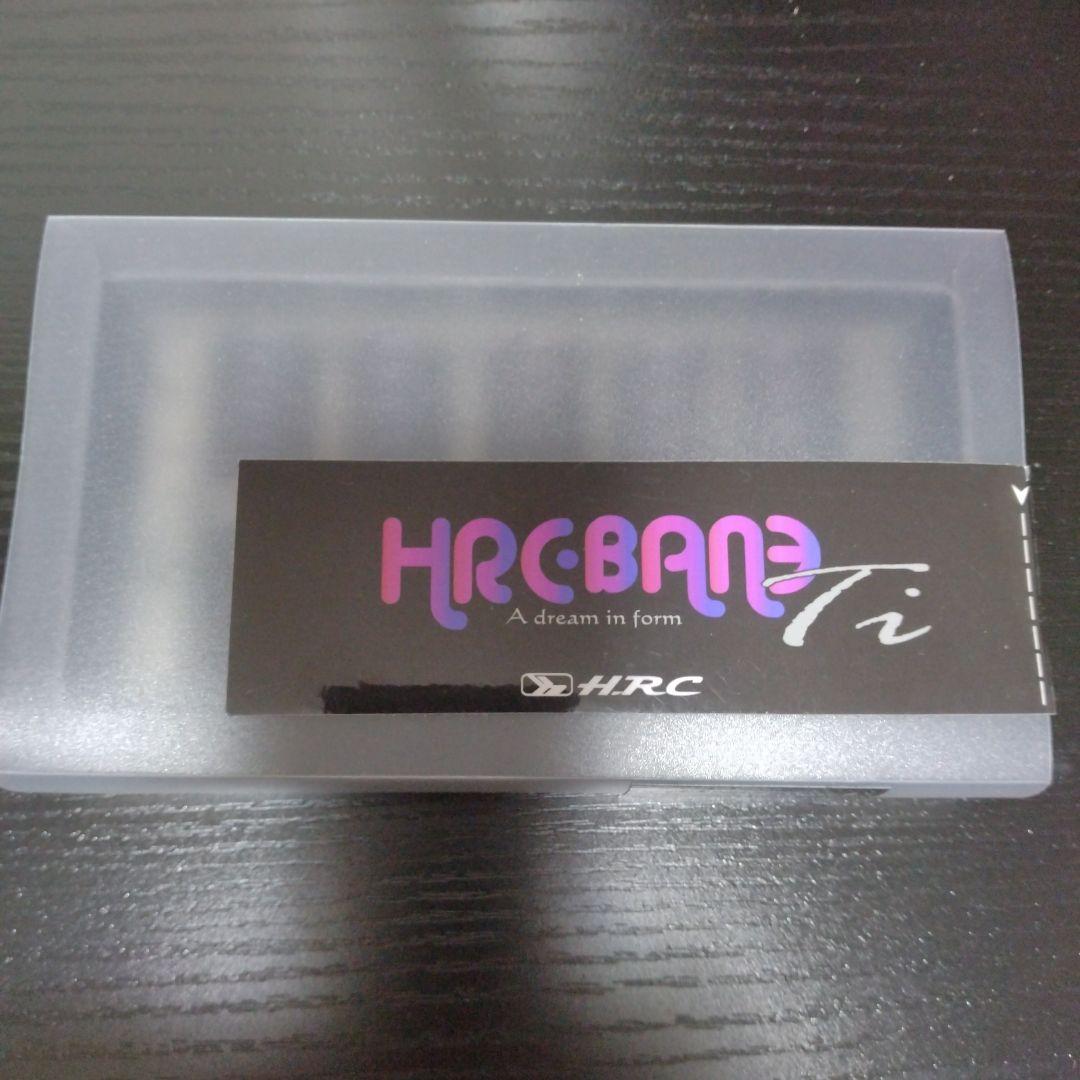 HRC・BANE
Ti
A dream in form
H.RC